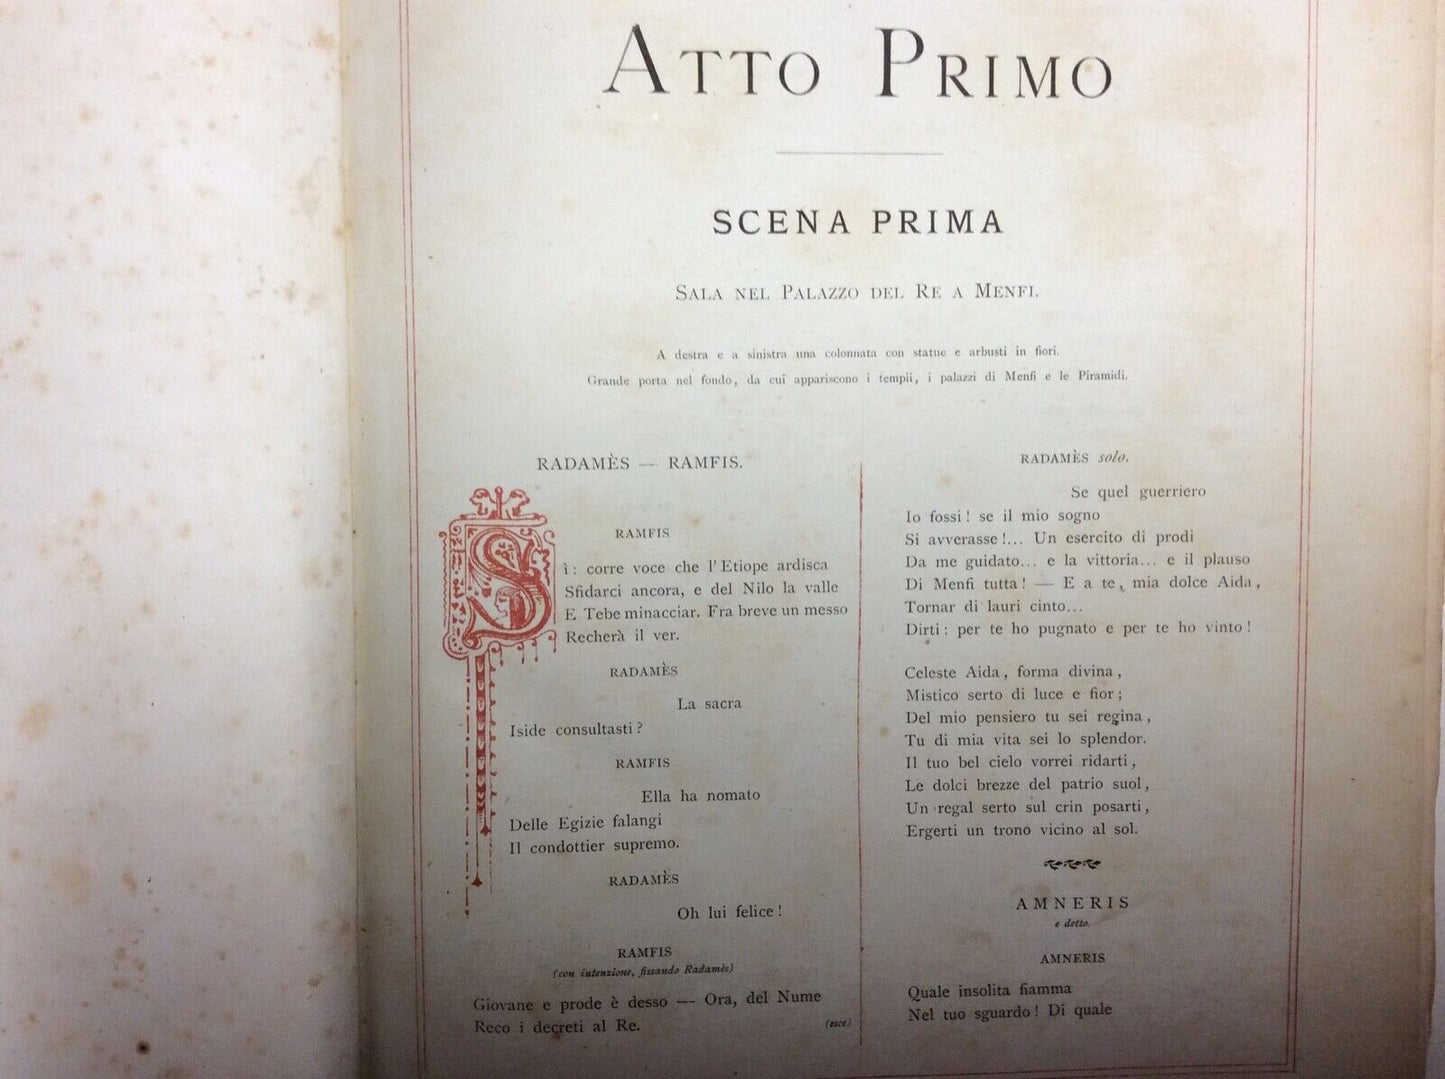 ATTO PRIMO
SCENA PRIMA
SALA NEL PALAZZO DEL RE A MENFI.
A destra e a sinistra una colonnata con statue e arbusti in fiori.
Grande porta nel fondo, da cui appariscono i tempii, i palazzi di Menfi e le Piramidi.
RADAMÈS — RAMFIS.
RAMFIS
Sì: corre voce che l'Etiope ardisca
Sfidarci ancora, e del Nilo la valle
E Tebe minacciar. Fra breve un messo
Recherà il ver.
RADAMÈS
La sacra
Iside consultasti?
RAMFIS
Ella ha nomato
Delle Egizie falangi
Il condottier supremo.
RADAMÈS
Oh lui felice!
RAMFIS
(con intenzione, fissando Radamès)
Giovane e prode è desso — Ora, del Nume
Reco i decreti al Re.
(esce)
RADAMÈS solo.
Se quel guerriero
Io fossi! se il mio sogno
Si avverasse!... Un esercito di prodi
Da me guidato... e la vittoria... e il plauso
Di Menfi tutta! — E a te, mia dolce Aida,
Tornar di lauri cinto...
Dirti: per te ho pugnato e per te ho vinto!
Celeste Aida, forma divina,
Mistico serto di luce e fior;
Del mio pensiero tu sei regina,
Tu di mia vita sei lo splendor.
Il tuo bel cielo vorrei ridarti,
Le dolci brezze del patrio suol,
Un regal serto sul crin posarti,
Ergerti un trono vicino al sol.
AMNERIS
e detto.
AMNERIS
Quale insolita fiamma
Nel tuo sguardo! Di quale